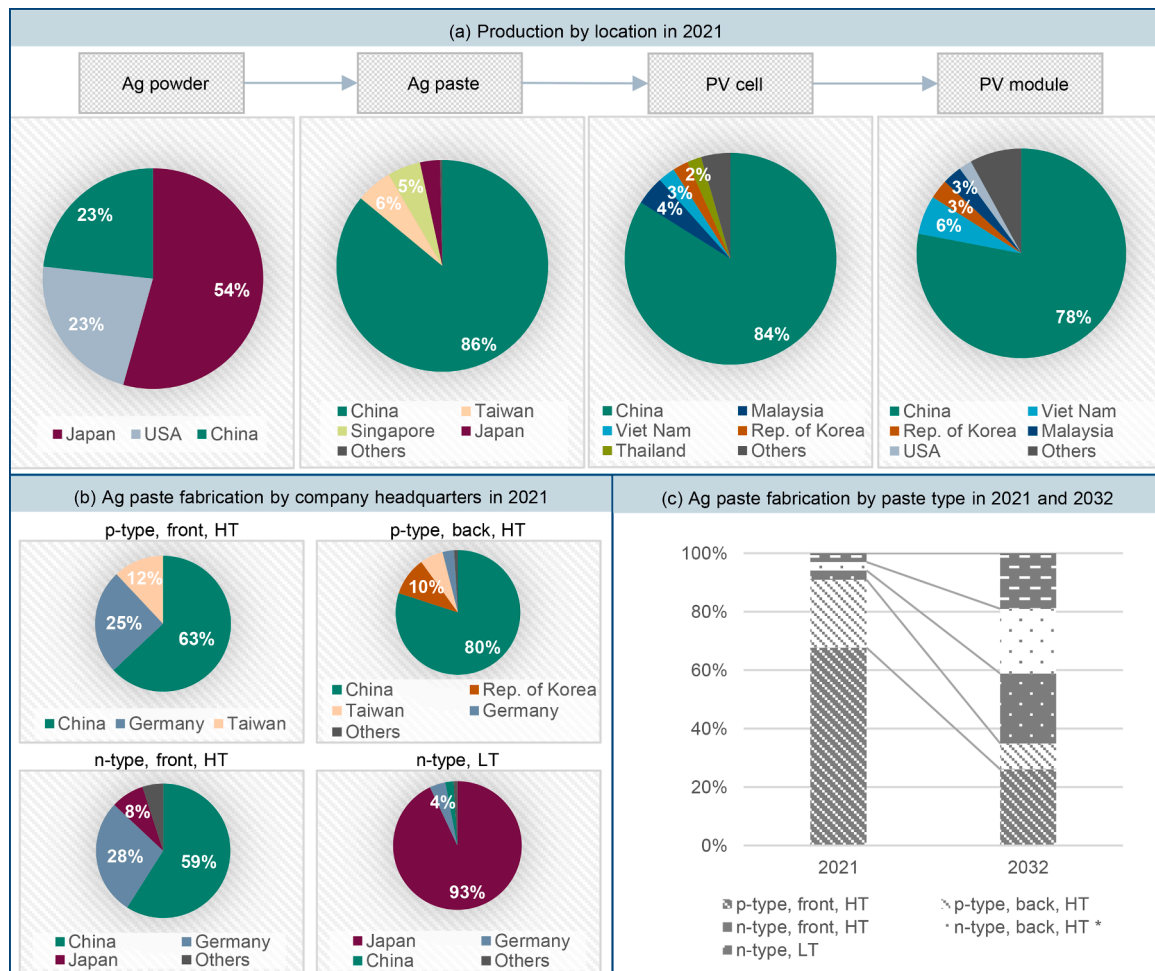 (a) Production by location in 2021
Ag powder
Ag paste
PV cell
PV module
23%
54%
23%
Japan USA China
5%
6%
86%
China Taiwan
Singapore Japan
Others
2%
3%
4%
84%
China Malaysia
Viet Nam Rep. of Korea
Thailand Others
3%
3%
6%
78%
China Viet Nam
Rep. of Korea Malaysia
USA Others
(b) Ag paste fabrication by company headquarters in 2021
p-type, front, HT
12%
25%
63%
China Germany Taiwan
p-type, back, HT
10%
80%
China Rep. of Korea
Taiwan Germany
Others
n-type, front, HT
8%
28%
59%
China Germany
Japan Others
n-type, LT
4%
93%
Japan Germany
China Others
(c) Ag paste fabrication by paste type in 2021 and 2032
100%
80%
60%
40%
20%
0%
2021 2032
p-type, front, HT p-type, back, HT
n-type, front, HT n-type, back, HT *
n-type, LT